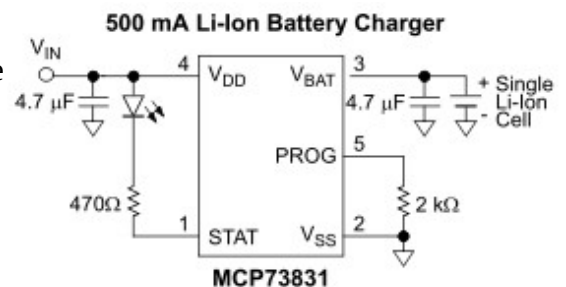 500 mA Li-Ion Battery Charger
VIN
e
4
VDD
VBAT
3
4.7 µF
4.7 µF
+ Single
Li-Ion
- Cell
5
PROG
470Ω
2 kΩ
1
STAT
VSS
2
MCP73831